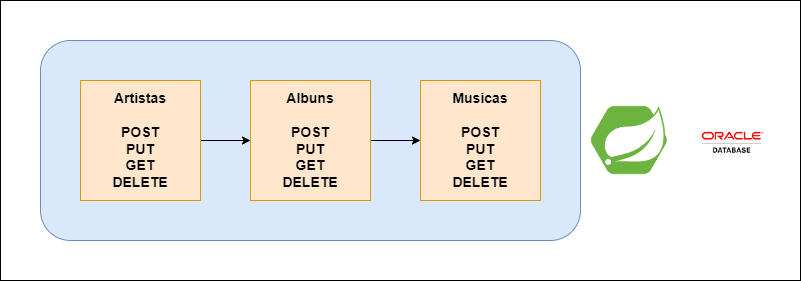 Artistas
POST
PUT
GET
DELETE
Albuns
POST
PUT
GET
DELETE
Musicas
POST
PUT
GET
DELETE
ORACLE
DATABASE